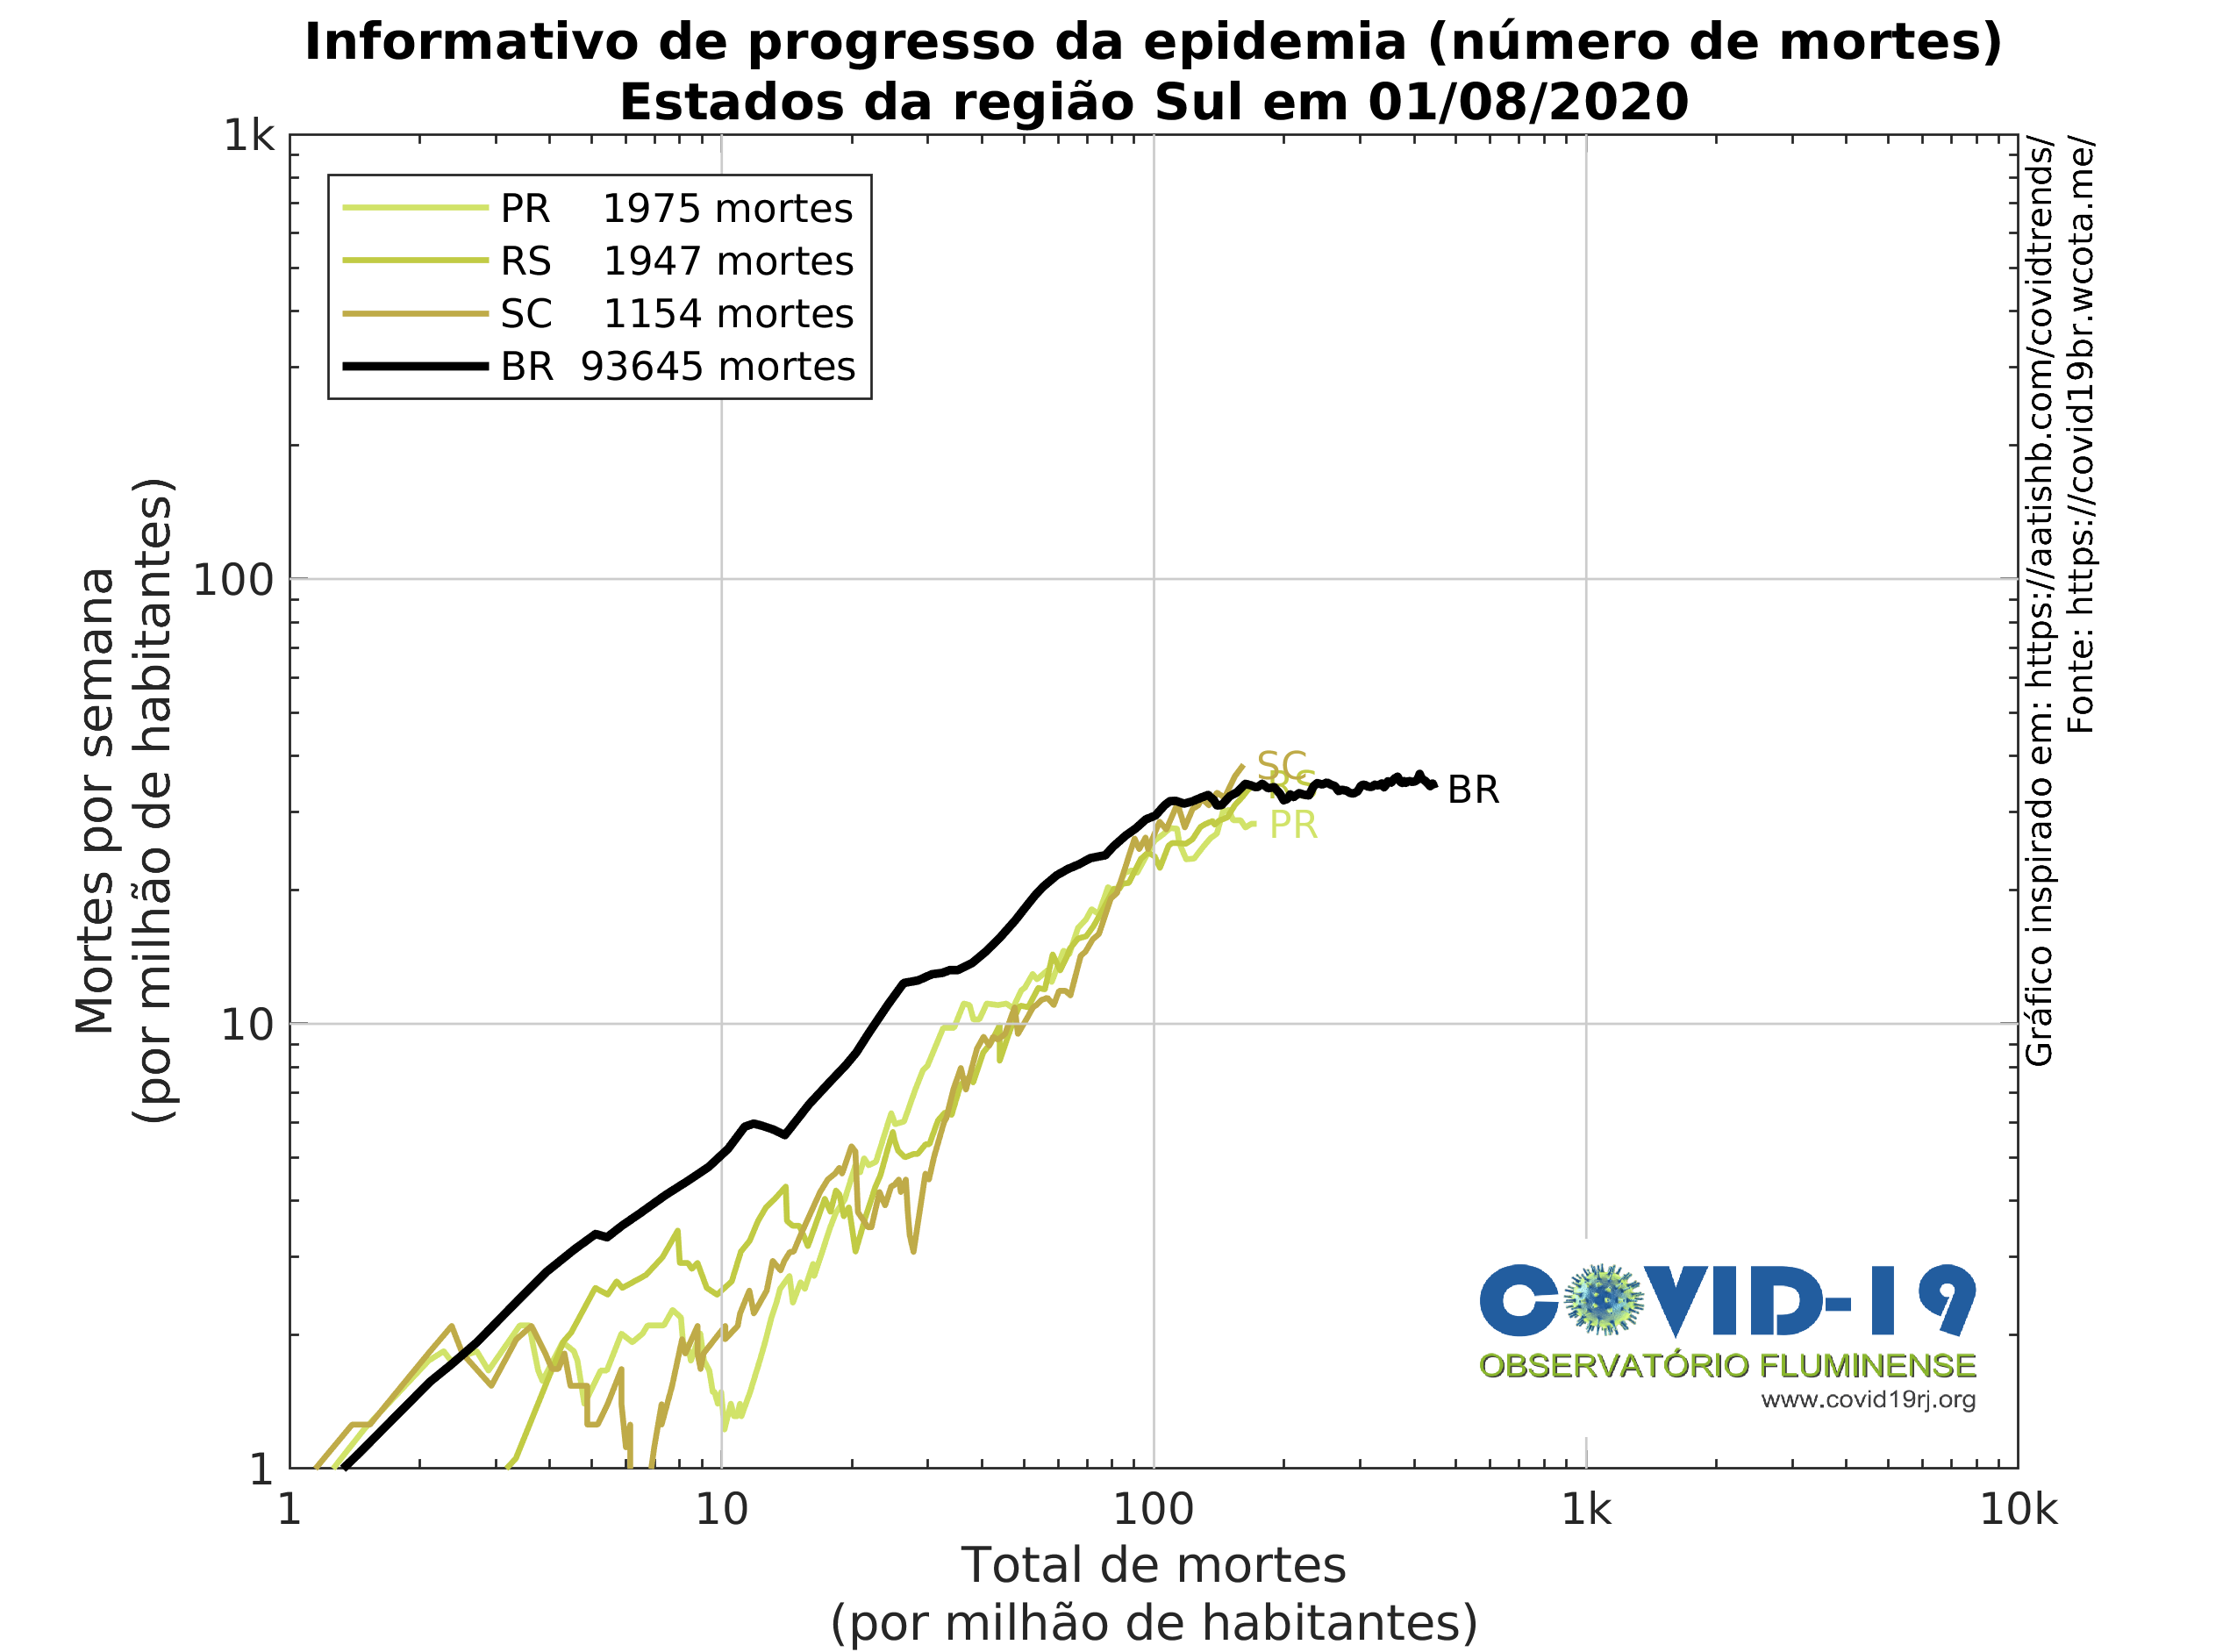 Informativo de progresso da epidemia (número de mortes)
Estados da região Sul em 01/08/2020
1k
100
10
1
1
10
100
1k
10k
Mortes por semana
(por milhão de habitantes)
Total de mortes
(por milhão de habitantes)
PR 1975 mortes
RS 1947 mortes
SC 1154 mortes
BR 93645 mortes
SC
RS
PR
BR
Gráfico inspirado em: https://aatishb.com/covidtrends/
Fonte: https://covid19br.wcota.me/
COVID-19
OBSERVATÓRIO FLUMINENSE
www.covid19rj.org